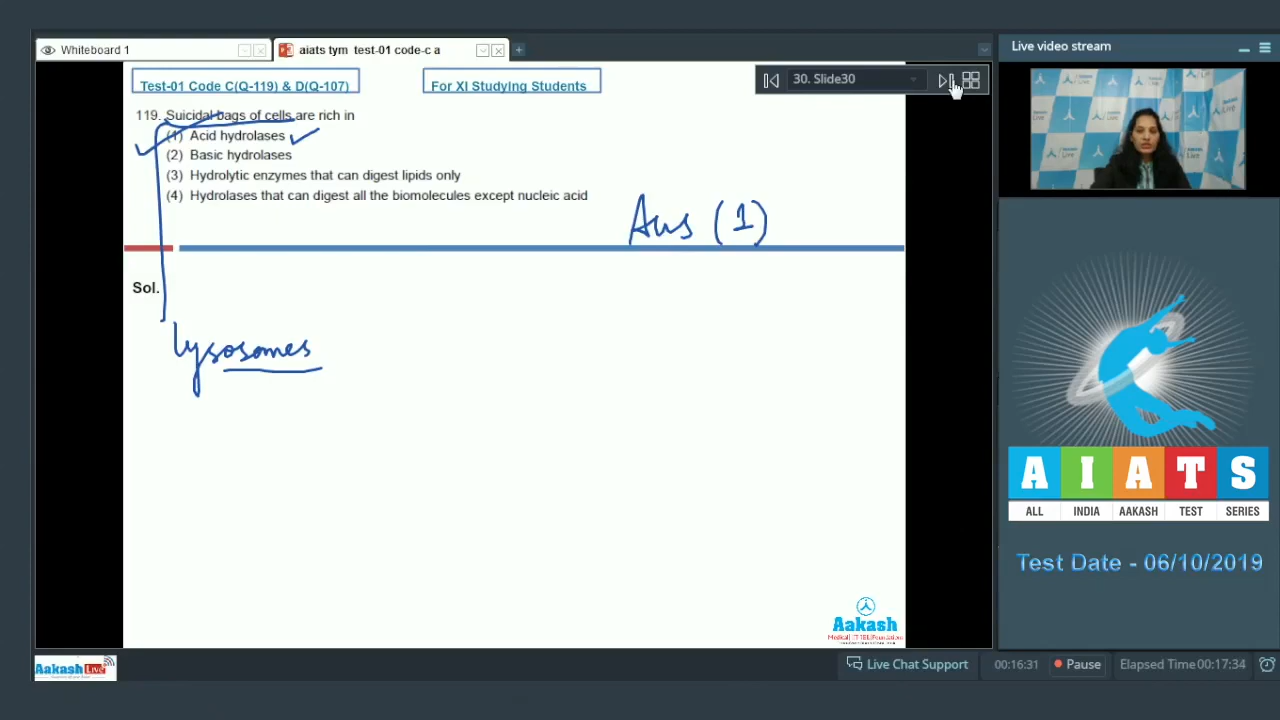 Whiteboard 1
aiats tym test-01 code-c a
Live video stream
Test-01 Code C(Q-119) & D(Q-107)
For XI Studying Students
30. Slide30
119. Suicidal bags of cells are rich in
(1) Acid hydrolases
(2) Basic hydrolases
(3) Hydrolytic enzymes that can digest lipids only
(4) Hydrolases that can digest all the biomolecules except nucleic acid
Ans (1)
Sol.
lysosomes
A I A T S
ALL INDIA AAKASH TEST SERIES
Test Date - 06/10/2019
Aakash
Medical|IIT-JEE|Foundations
Aakash Live
Live Chat Support
00:16:31
Pause
Elapsed Time 00:17:34